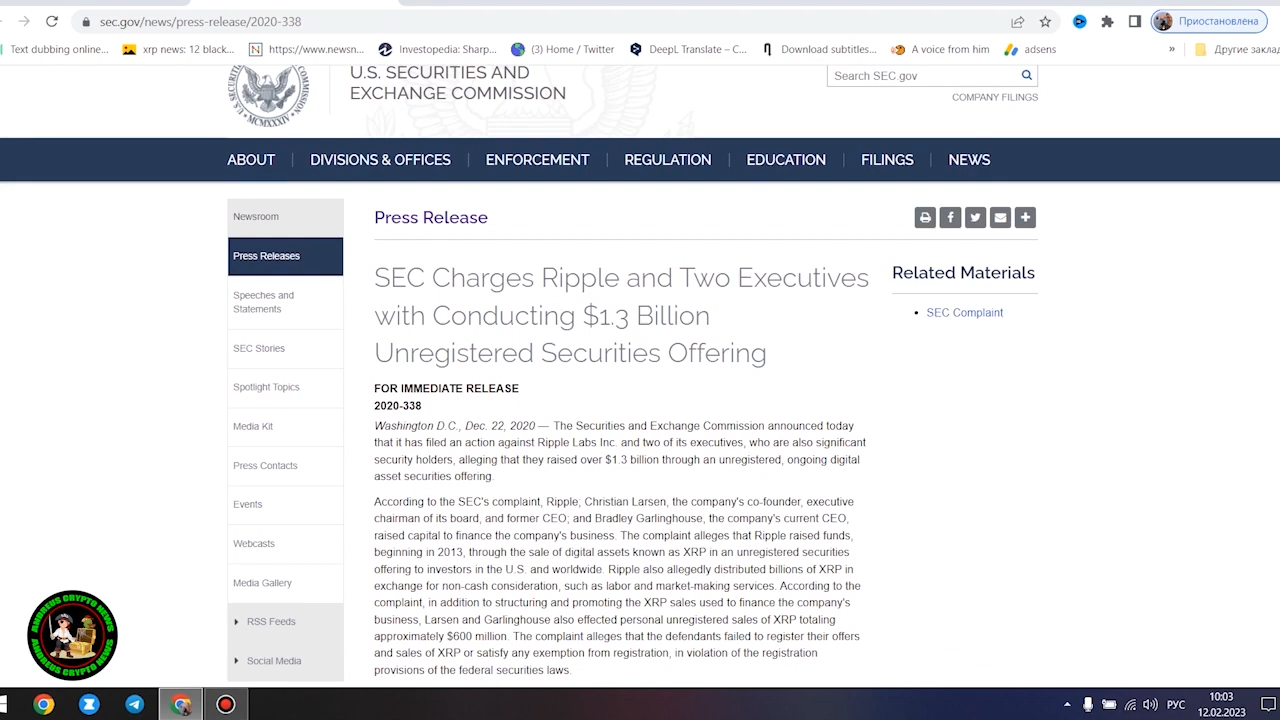 sec.gov/news/press-release/2020-338
Приостановлена
Text dubbing online...
xrp news: 12 black...
https://www.newsn...
Investopedia: Sharp...
(3) Home / Twitter
DeepL Translate – C...
Download subtitles...
A voice from him
adsens
»
Другие закла
U.S. SECURITIES AND
EXCHANGE COMMISSION
MCMXXXIV
Search SEC.gov
COMPANY FILINGS
ABOUT
DIVISIONS & OFFICES
ENFORCEMENT
REGULATION
EDUCATION
FILINGS
NEWS
Newsroom
Press Releases
Speeches and
Statements
SEC Stories
Spotlight Topics
Media Kit
Press Contacts
Events
Webcasts
Media Gallery
RSS Feeds
Social Media
Press Release
SEC Charges Ripple and Two Executives
with Conducting $1.3 Billion
Unregistered Securities Offering
FOR IMMEDIATE RELEASE
2020-338
Washington D.C., Dec. 22, 2020 — The Securities and Exchange Commission announced today
that it has filed an action against Ripple Labs Inc. and two of its executives, who are also significant
security holders, alleging that they raised over $1.3 billion through an unregistered, ongoing digital
asset securities offering.
According to the SEC's complaint, Ripple; Christian Larsen, the company's co-founder, executive
chairman of its board, and former CEO; and Bradley Garlinghouse, the company's current CEO,
raised capital to finance the company's business. The complaint alleges that Ripple raised funds,
beginning in 2013, through the sale of digital assets known as XRP in an unregistered securities
offering to investors in the U.S. and worldwide. Ripple also allegedly distributed billions of XRP in
exchange for non-cash consideration, such as labor and market-making services. According to the
complaint, in addition to structuring and promoting the XRP sales used to finance the company's
business, Larsen and Garlinghouse also effected personal unregistered sales of XRP totaling
approximately $600 million. The complaint alleges that the defendants failed to register their offers
and sales of XRP or satisfy any exemption from registration, in violation of the registration
provisions of the federal securities laws.
Related Materials
SEC Complaint
ANDREUS CRYPTO NEWS
ANDREUS CRYPTO NEWS
РУС
10:03
12.02.2023